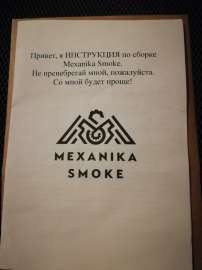 Привет, я ИНСТРУКЦИЯ по сборке
Mexanika Smoke.
Не пренебрегай мной, пожалуйста.
Со мной будет проще!
MEXANIKA
SMOKE